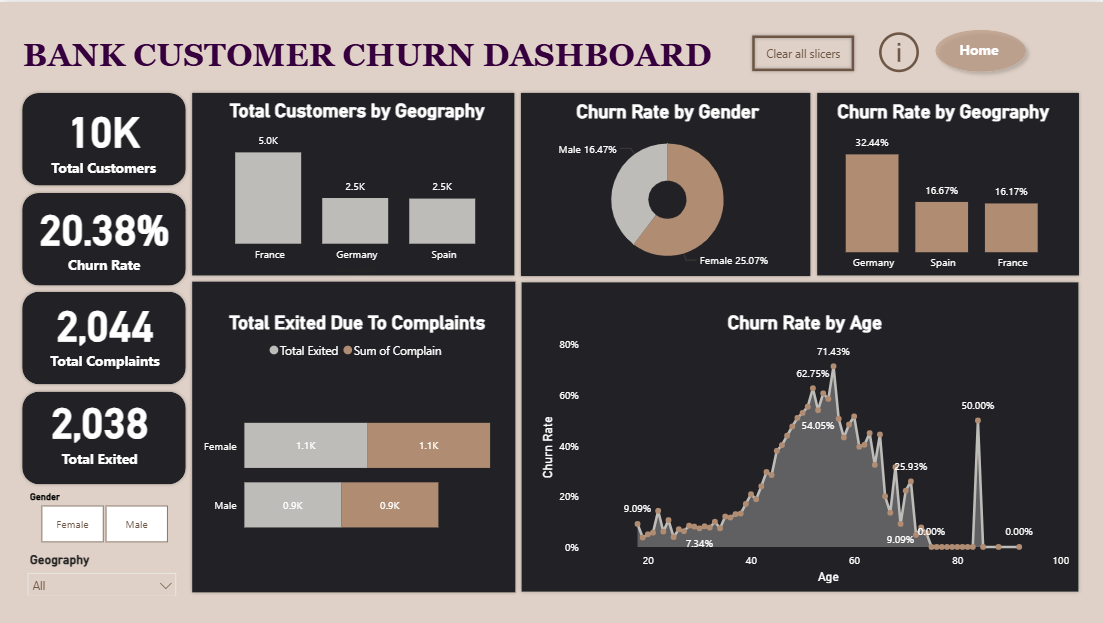 BANK CUSTOMER CHURN DASHBOARD
Clear all slicers
i
Home
10K
Total Customers
20.38%
Churn Rate
2,044
Total Complaints
2,038
Total Exited
Gender
Female
Male
Geography
All
Total Customers by Geography
5.0K
2.5K
2.5K
France
Germany
Spain
Churn Rate by Gender
Male 16.47%
Female 25.07%
Churn Rate by Geography
32.44%
16.67%
16.17%
Germany
Spain
France
Total Exited Due To Complaints
Total Exited
Sum of Complain
Female
1.1K
1.1K
Male
0.9K
0.9K
Churn Rate by Age
Churn Rate
80%
60%
40%
20%
0%
9.09%
7.34%
62.75%
71.43%
54.05%
25.93%
9.09%
0.00%
50.00%
0.00%
20
40
60
80
100
Age